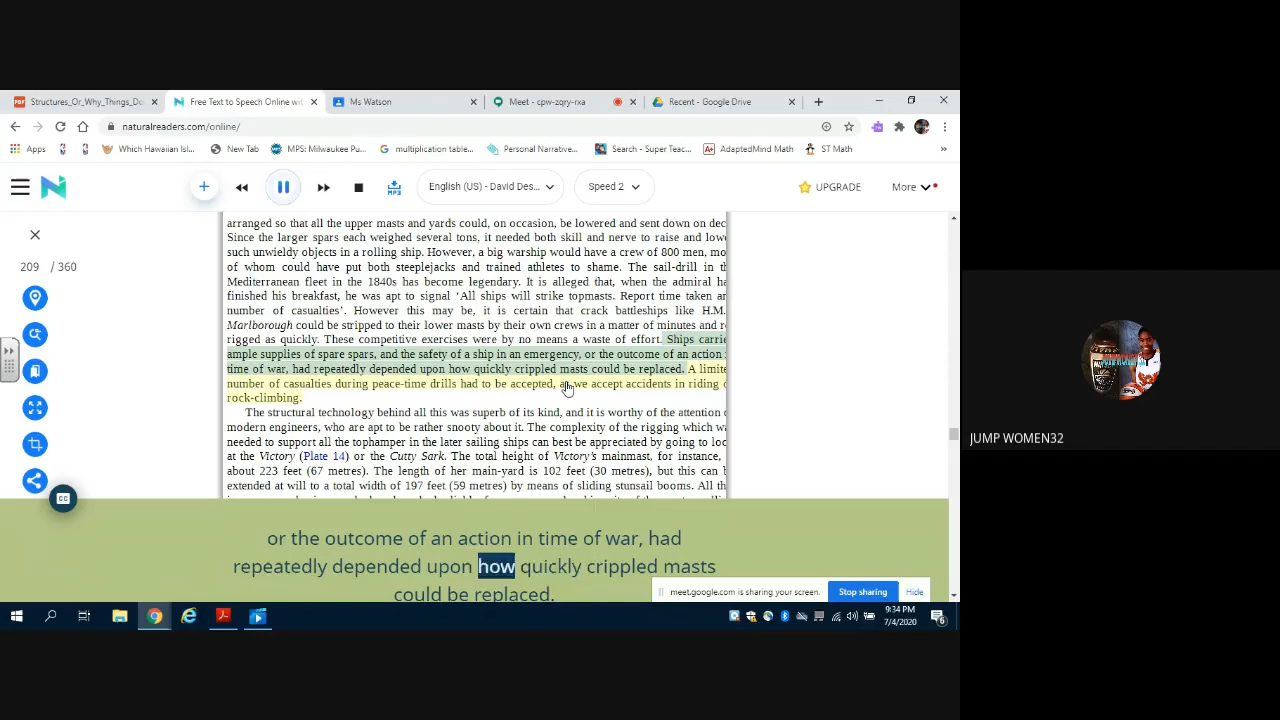 Structures_Or_Why_Things_Do
Free Text to Speech Online wit
Ms Watson
Meet - cpw-zqry-rxa
Recent - Google Drive
naturalreaders.com/online/
Apps
Which Hawaiian Isl...
New Tab
MPS: Milwaukee Pu...
multiplication table...
Personal Narrative...
Search - Super Teac...
AdaptedMind Math
ST Math
MP3
English (US) - David Des...
Speed 2
UPGRADE
More
209 / 360
arranged so that all the upper masts and yards could, on occasion, be lowered and sent down on dec
Since the larger spars each weighed several tons, it needed both skill and nerve to raise and lowe
such unwieldy objects in a rolling ship. However, a big warship would have a crew of 800 men, mo
of whom could have put both steeplejacks and trained athletes to shame. The sail-drill in th
Mediterranean fleet in the 1840s has become legendary. It is alleged that, when the admiral ha
finished his breakfast, he was apt to signal ‘All ships will strike topmasts. Report time taken an
number of casualties’. However this may be, it is certain that crack battleships like H.M.
Marlborough could be stripped to their lower masts by their own crews in a matter of minutes and re
rigged as quickly. These competitive exercises were by no means a waste of effort. Ships carrie
ample supplies of spare spars, and the safety of a ship in an emergency, or the outcome of an action
time of war, had repeatedly depended upon how quickly crippled masts could be replaced. A limite
number of casualties during peace-time drills had to be accepted, as we accept accidents in riding o
rock-climbing.
The structural technology behind all this was superb of its kind, and it is worthy of the attention o
modern engineers, who are apt to be rather snooty about it. The complexity of the rigging which wa
needed to support all the tophamper in the later sailing ships can best be appreciated by going to loo
at the Victory (Plate 14) or the Cutty Sark. The total height of Victory’s mainmast, for instance,
about 223 feet (67 metres). The length of her main-yard is 102 feet (30 metres), but this can b
extended at will to a total width of 197 feet (59 metres) by means of sliding stunsail booms. All th
CC
or the outcome of an action in time of war, had
repeatedly depended upon how quickly crippled masts
could be replaced.
meet.google.com is sharing your screen.
Stop sharing
Hide
9:34 PM
7/4/2020
6
JUMP WOMEN32